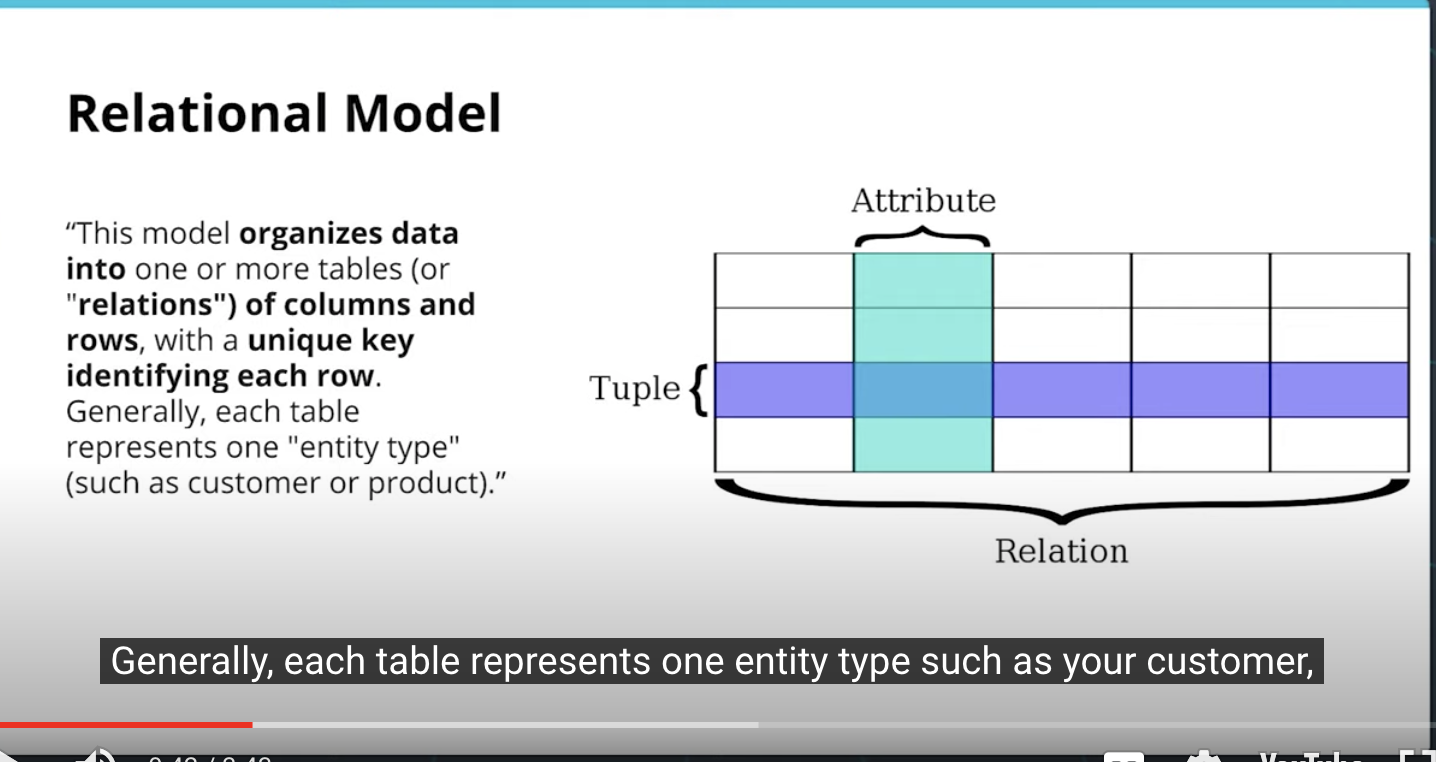 Relational Model
“This model organizes data
into one or more tables (or
"relations") of columns and
rows, with a unique key
identifying each row.
Generally, each table
represents one "entity type"
(such as customer or product).”
Attribute
Tuple
Relation
Generally, each table represents one entity type such as your customer,
YouTube